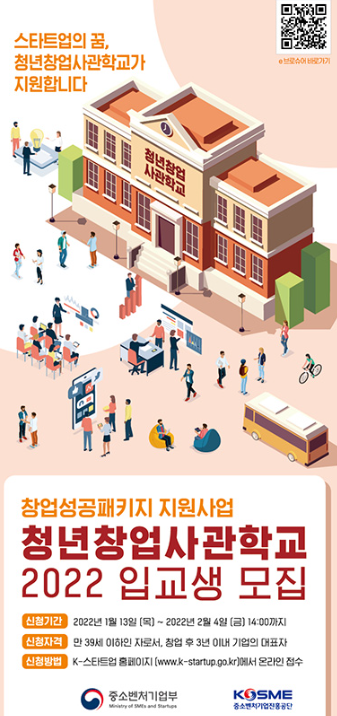 스타트업의 꿈,
청년창업사관학교가
지원합니다
e브로슈어 바로가기
청년창업
사관학교
창업성공패키지 지원사업
청년창업사관학교
2022 입교생 모집
신청기간 2022년 1월 13일 (목) ~ 2022년 2월 4일 (금) 14:00까지
신청자격 만 39세 이하인 자로서, 창업 후 3년 이내 기업의 대표자
신청방법 K-스타트업 홈페이지 (www.k-startup.go.kr)에서 온라인 접수
중소벤처기업부
Ministry of SMEs and Startups
KOSME
중소벤처기업진흥공단